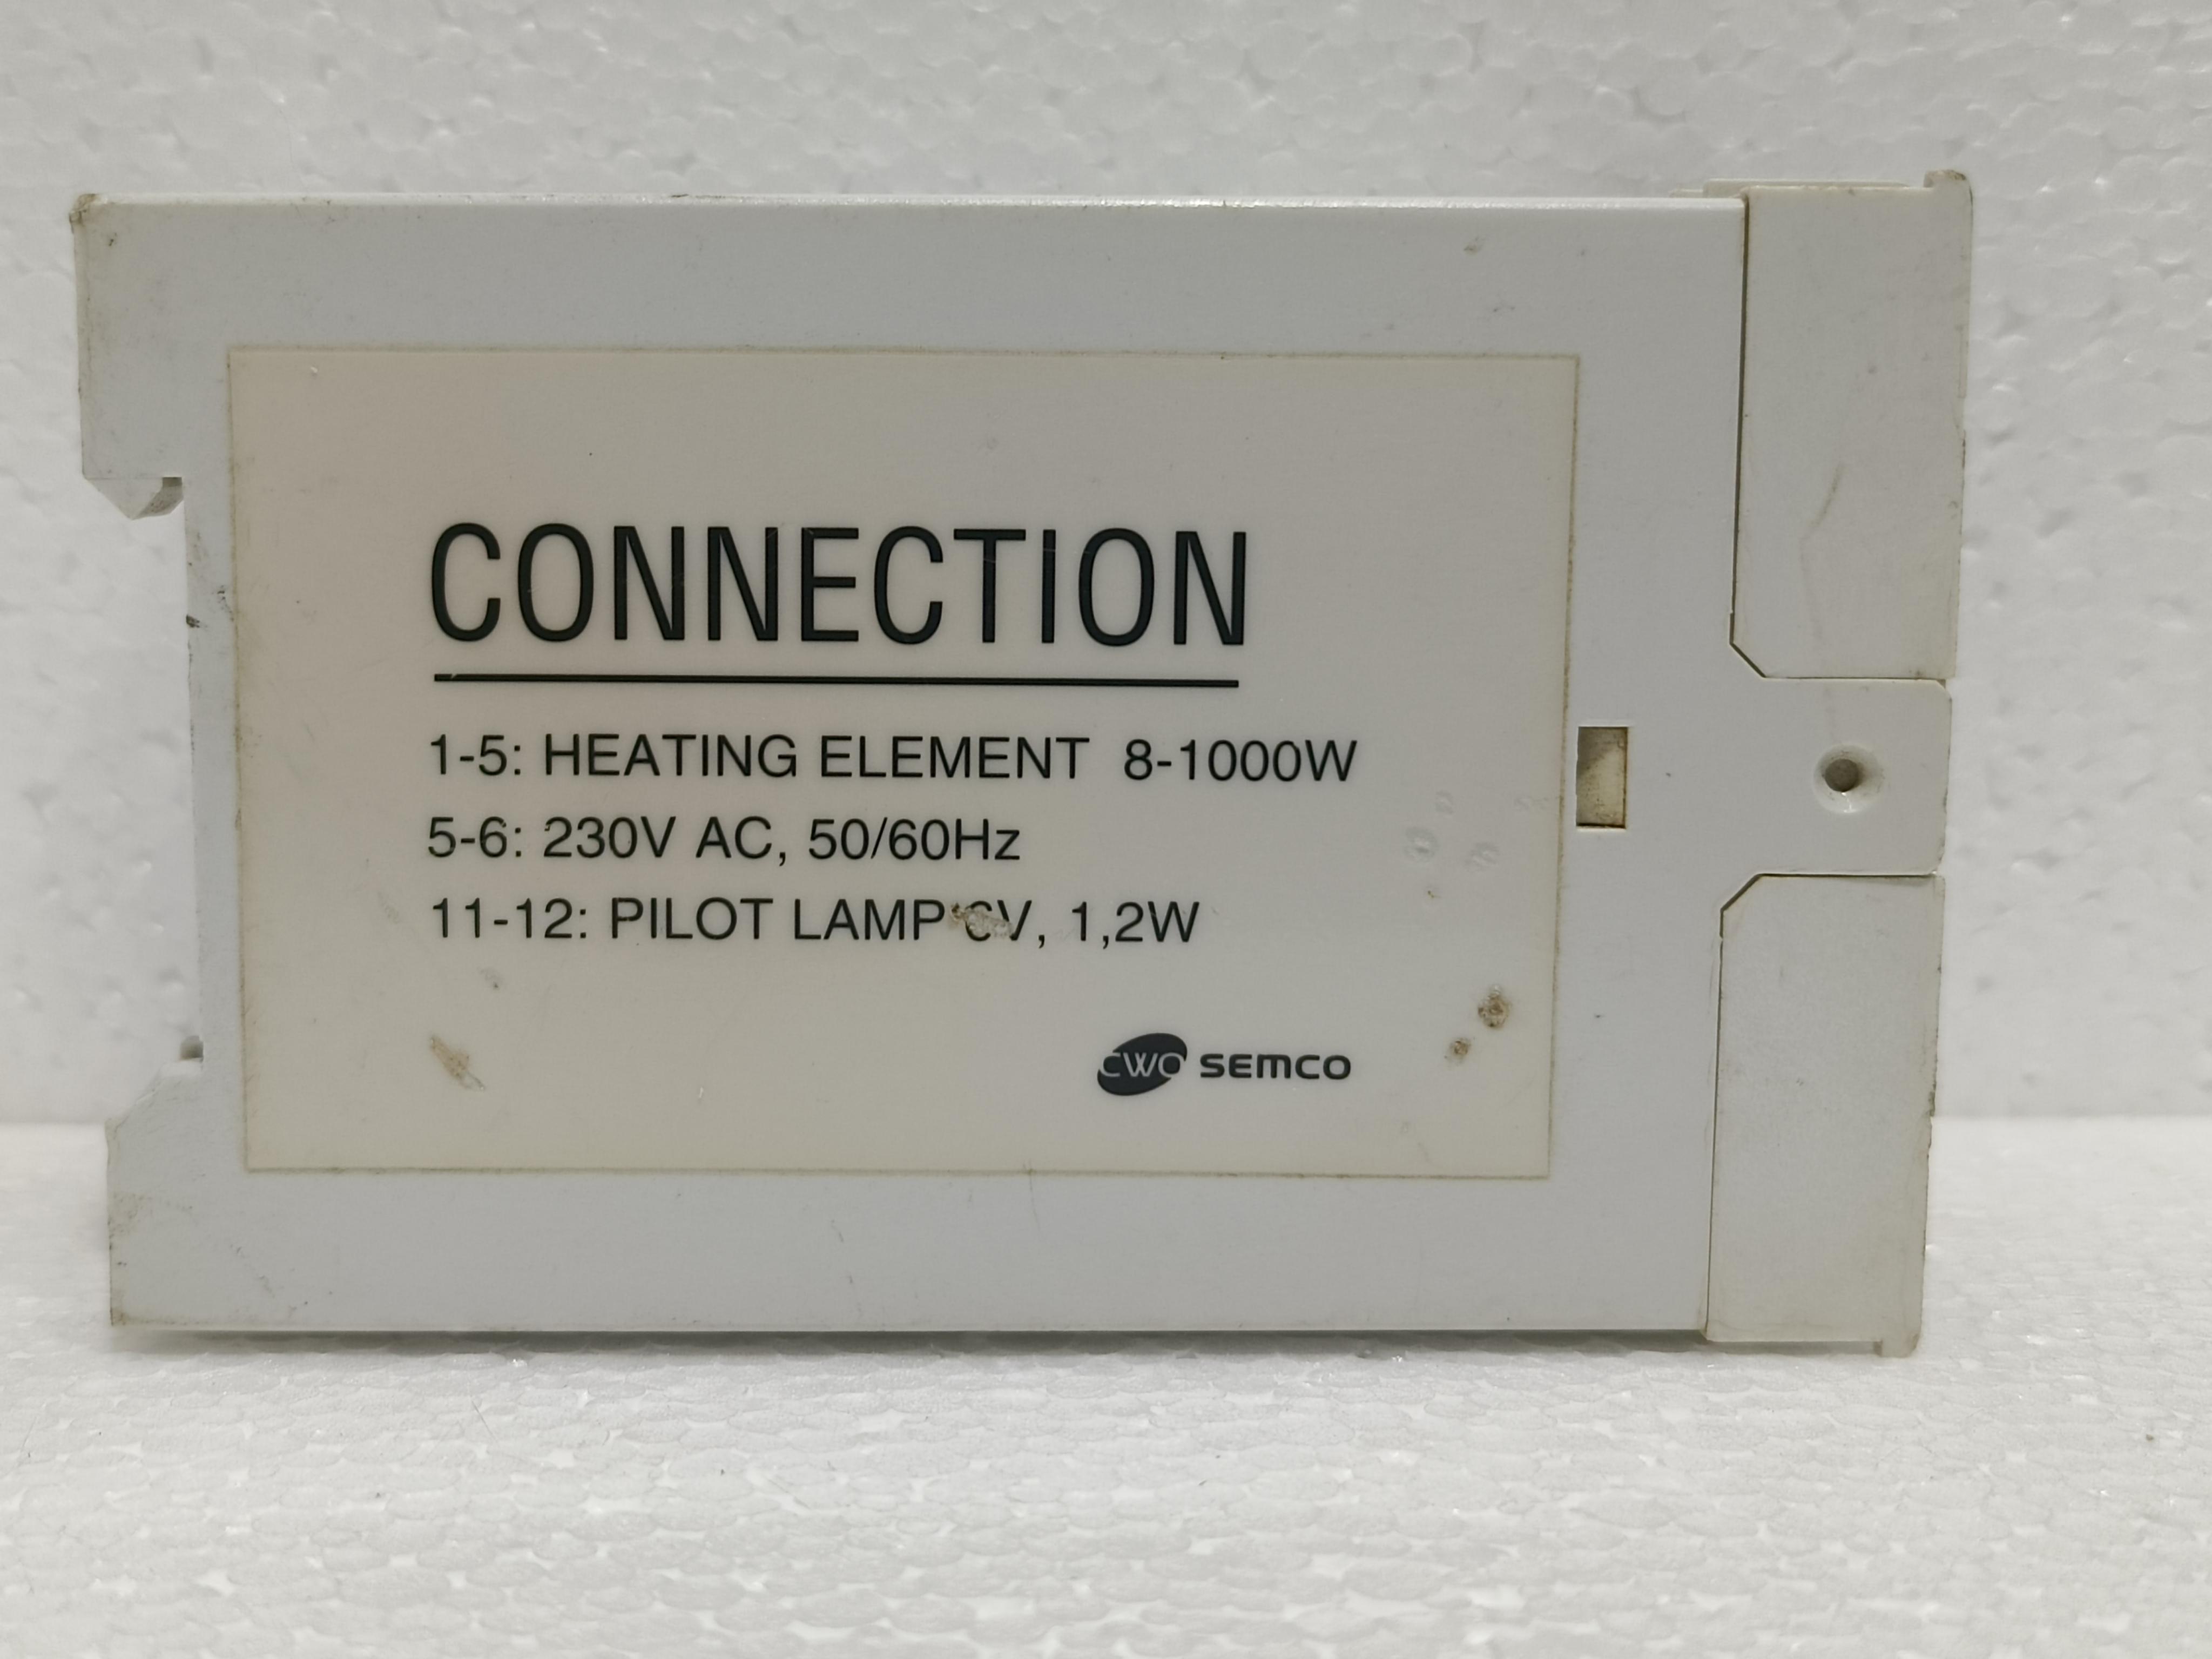 CONNECTION
1-5: HEATING ELEMENT 8-1000W
5-6: 230V AC, 50/60Hz
11-12: PILOT LAMP 6V, 1,2W
CWO SEMCO